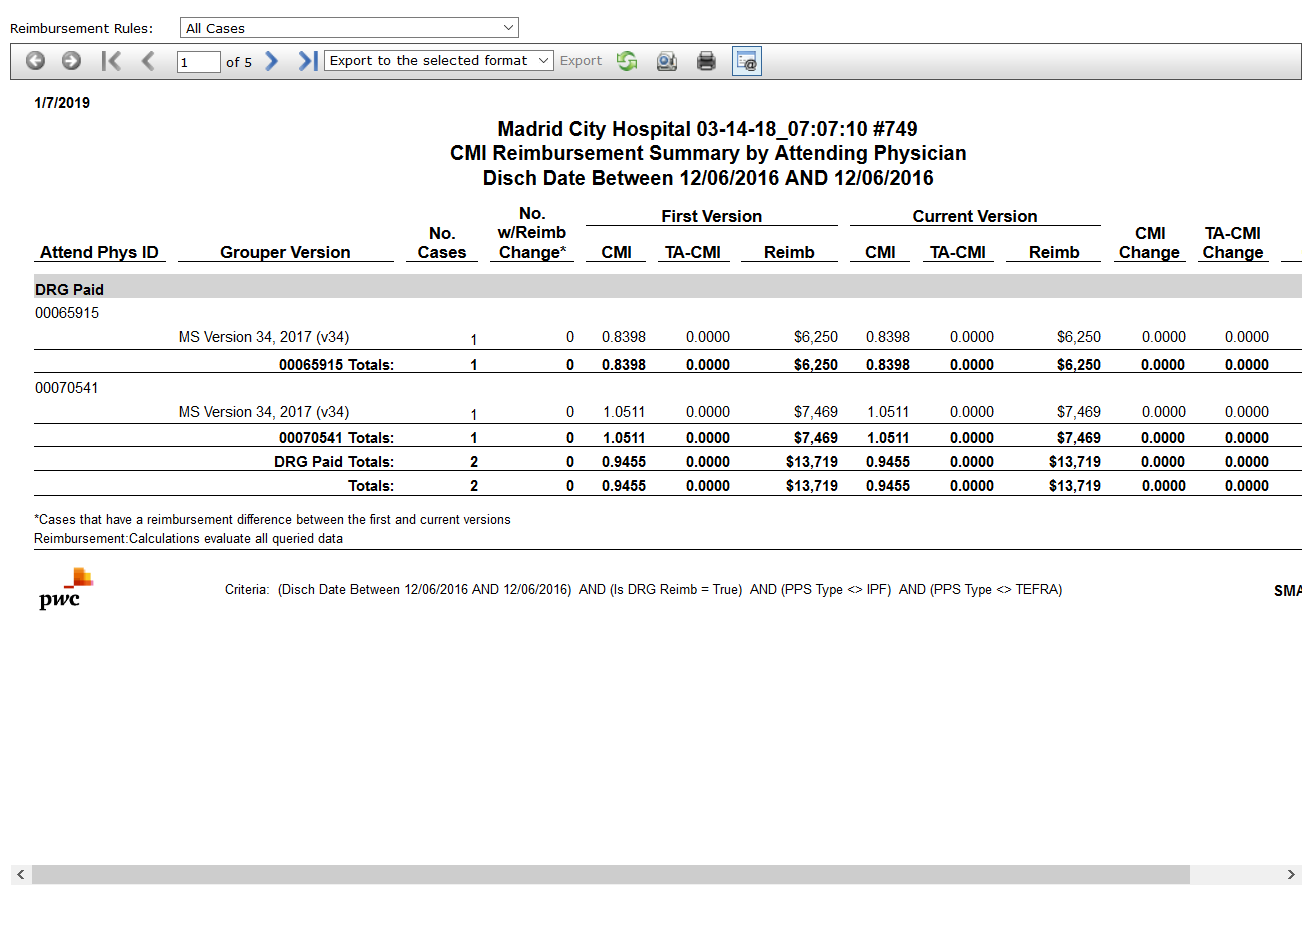 Reimbursement Rules: All Cases
1 of 5 Export to the selected format Export
1/7/2019
Madrid City Hospital 03-14-18_07:07:10 #749
CMI Reimbursement Summary by Attending Physician
Disch Date Between 12/06/2016 AND 12/06/2016
First Version Current Version
Attend Phys ID Grouper Version No. Cases No. w/Reimb Change* CMI TA-CMI Reimb CMI TA-CMI Reimb CMI Change TA-CMI Change
DRG Paid
00065915
MS Version 34, 2017 (v34) 1 0 0.8398 0.0000 $6,250 0.8398 0.0000 $6,250 0.0000 0.0000
00065915 Totals: 1 0 0.8398 0.0000 $6,250 0.8398 0.0000 $6,250 0.0000 0.0000
00070541
MS Version 34, 2017 (v34) 1 0 1.0511 0.0000 $7,469 1.0511 0.0000 $7,469 0.0000 0.0000
00070541 Totals: 1 0 1.0511 0.0000 $7,469 1.0511 0.0000 $7,469 0.0000 0.0000
DRG Paid Totals: 2 0 0.9455 0.0000 $13,719 0.9455 0.0000 $13,719 0.0000 0.0000
Totals: 2 0 0.9455 0.0000 $13,719 0.9455 0.0000 $13,719 0.0000 0.0000
*Cases that have a reimbursement difference between the first and current versions
Reimbursement:Calculations evaluate all queried data
pwc
Criteria: (Disch Date Between 12/06/2016 AND 12/06/2016) AND (Is DRG Reimb = True) AND (PPS Type <> IPF) AND (PPS Type <> TEFRA)